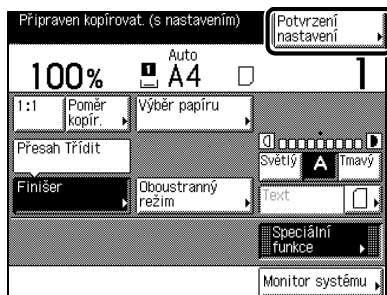 Připraven kopírovat. (s nastavením)
Potvrzení
nastavení
Auto
100%
1
A4
1
1:1
Poměr
kopír.
Výběr papíru
Přesah Třídit
Světlý
A
Tmavý
Finišer
Oboustranný
režim
Text
Speciální
funkce
Monitor systému